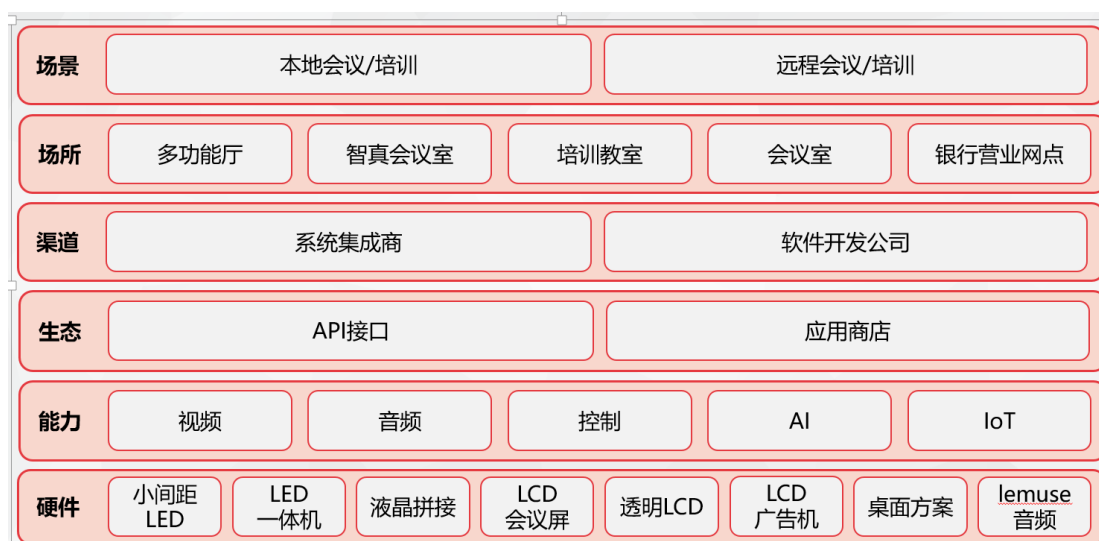 场景
本地会议/培训
远程会议/培训
场所
多功能厅
智真会议室
培训教室
会议室
银行营业网点
渠道
系统集成商
软件开发公司
生态
API接口
应用商店
能力
视频
音频
控制
AI
IoT
硬件
小间距
LED
LED
一体机
液晶拼接
LCD
会议屏
透明LCD
LCD
广告机
桌面方案
lemuse
音频